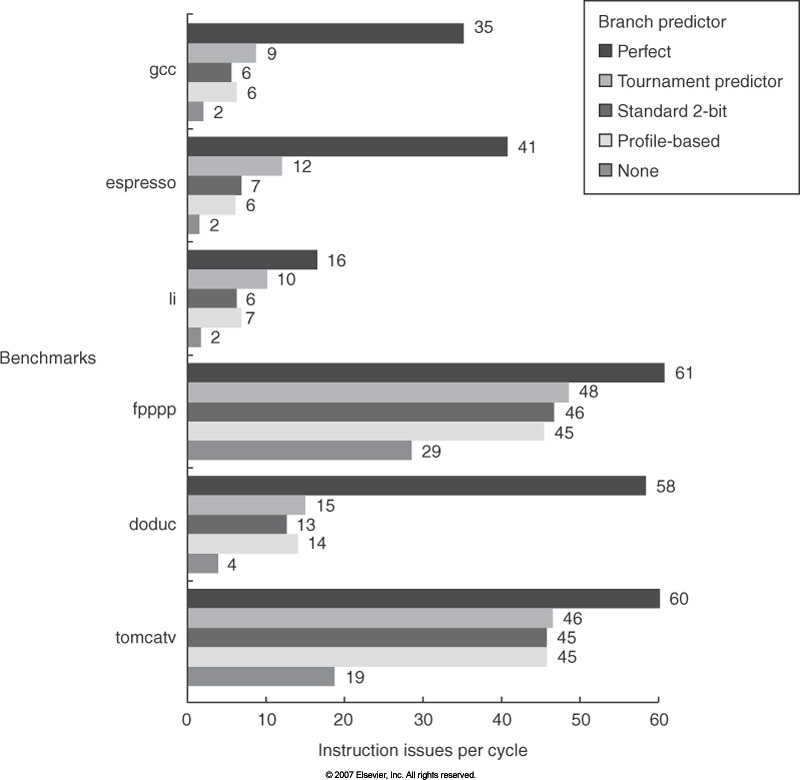 Branch predictor
Perfect
Tournament predictor
Standard 2-bit
Profile-based
None
gcc
35
9
6
6
2
espresso
41
12
7
6
2
li
16
10
6
7
2
Benchmarks
fpppp
61
48
46
45
29
doduc
58
15
13
14
4
tomcatv
60
46
45
45
19
0 10 20 30 40 50 60
Instruction issues per cycle
© 2007 Elsevier, Inc. All rights reserved.